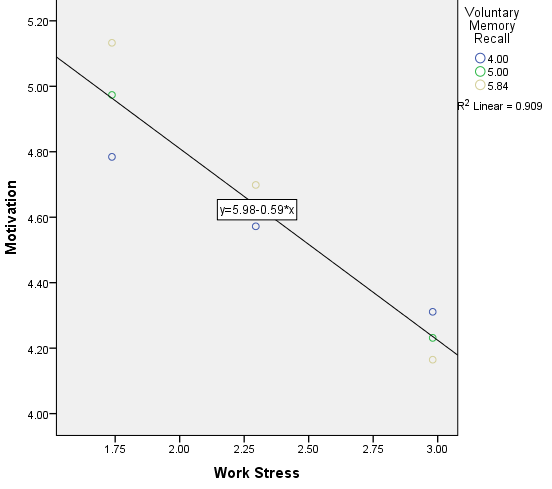 5.20
5.00
4.80
4.60
4.40
4.20
4.00
Motivation
y=5.98-0.59*x
1.75
2.00
2.25
2.50
2.75
3.00
Work Stress
Voluntary
Memory
Recall
4.00
5.00
5.84
R² Linear = 0.909